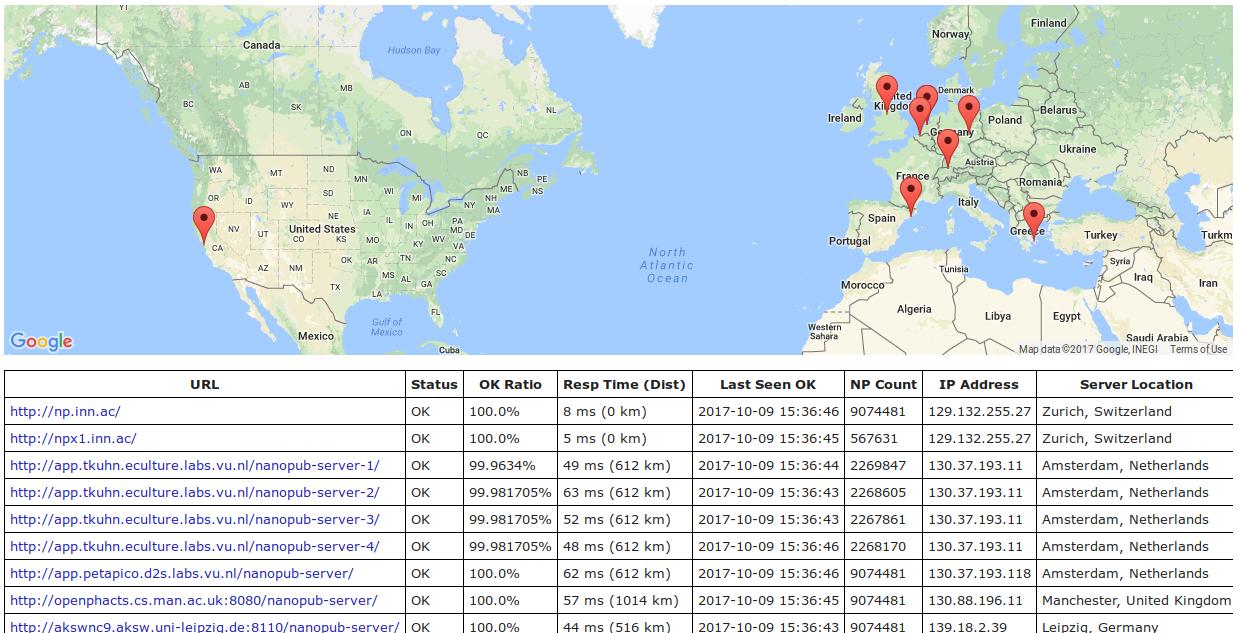 YT
Canada
Hudson Bay
AB
MB
BC
SK
NL
ON
QC
NB
PE
NS
WA
MT
ND
MN
ME
OR
ID
SD
WI
MI
NH
WY
NY
MA
NV
UT
NE
IA
IL
IN
OH
PA
MD
DE
United States
CO
KS
MO
KY
WV
VA
CA
AZ
NM
OK
AR
TN
NC
TX
MS
AL
GA
SC
LA
FL
Gulf of
Mexico
Mexico
Cuba
North
Atlantic
Ocean
Norway
Finland
Denmark
United
Kingdom
Ireland
Belarus
Poland
Germany
Ukraine
Austria
France
Romania
Italy
Spain
Portugal
Greece
Turkey
Turkm
Syria
Tunisia
Iraq
Iran
Morocco
Algeria
Libya
Egypt
Western
Sahara
Saudi Arabia
Google
Map data ©2017 Google, INEGI Terms of Use
URL Status OK Ratio Resp Time (Dist) Last Seen OK NP Count IP Address Server Location
http://np.inn.ac/ OK 100.0% 8 ms (0 km) 2017-10-09 15:36:46 9074481 129.132.255.27 Zurich, Switzerland
http://npx1.inn.ac/ OK 100.0% 5 ms (0 km) 2017-10-09 15:36:45 567631 129.132.255.27 Zurich, Switzerland
http://app.tkuhn.eculture.labs.vu.nl/nanopub-server-1/ OK 99.9634% 49 ms (612 km) 2017-10-09 15:36:44 2269847 130.37.193.11 Amsterdam, Netherlands
http://app.tkuhn.eculture.labs.vu.nl/nanopub-server-2/ OK 99.981705% 63 ms (612 km) 2017-10-09 15:36:43 2268605 130.37.193.11 Amsterdam, Netherlands
http://app.tkuhn.eculture.labs.vu.nl/nanopub-server-3/ OK 99.981705% 52 ms (612 km) 2017-10-09 15:36:43 2267861 130.37.193.11 Amsterdam, Netherlands
http://app.tkuhn.eculture.labs.vu.nl/nanopub-server-4/ OK 99.981705% 48 ms (612 km) 2017-10-09 15:36:46 2268170 130.37.193.11 Amsterdam, Netherlands
http://app.petapico.d2s.labs.vu.nl/nanopub-server/ OK 100.0% 62 ms (612 km) 2017-10-09 15:36:46 9074481 130.37.193.118 Amsterdam, Netherlands
http://openphacts.cs.man.ac.uk:8080/nanopub-server/ OK 100.0% 57 ms (1014 km) 2017-10-09 15:36:45 9074481 130.88.196.11 Manchester, United Kingdom
http://akswnc9.aksw.uni-leipzig.de:8110/nanopub-server/ OK 100.0% 44 ms (516 km) 2017-10-09 15:36:43 9074481 139.18.2.39 Leipzig, Germany